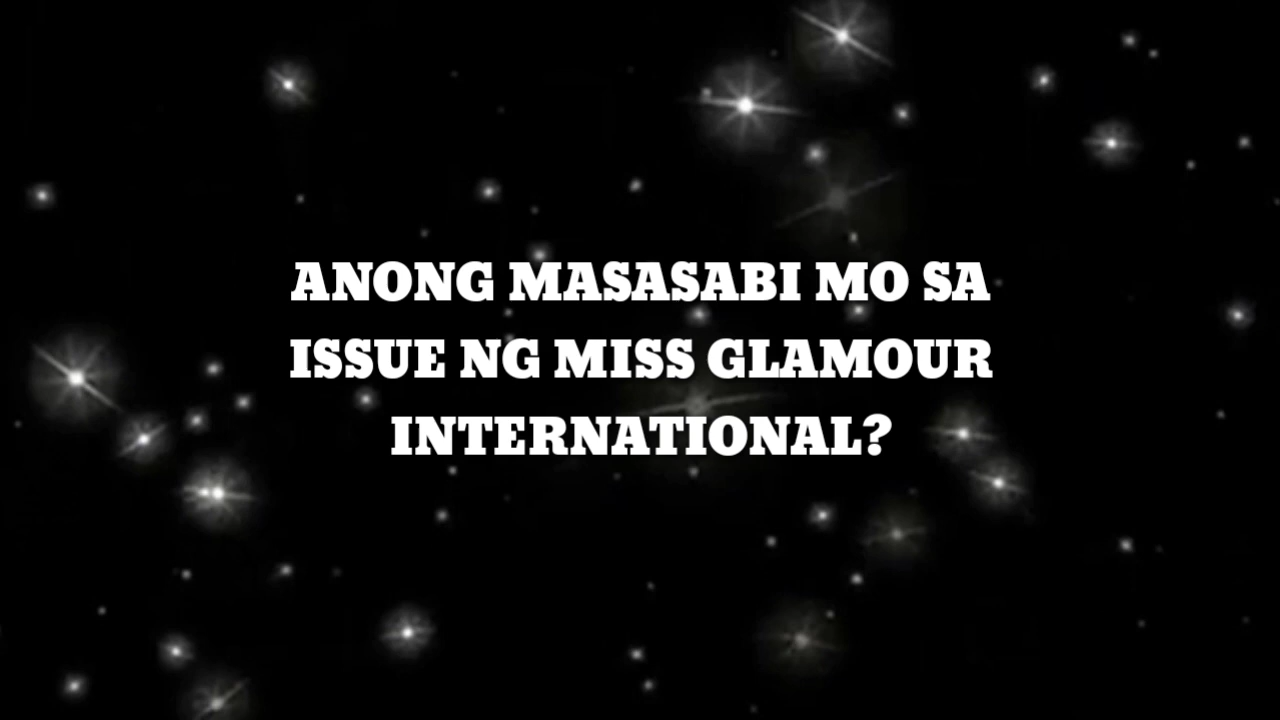 ANONG MASASABI MO SA
ISSUE NG MISS GLAMOUR
INTERNATIONAL?